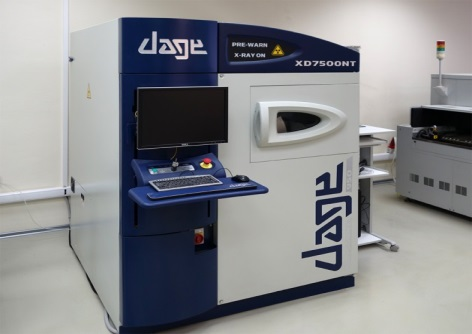 dage
PRE-WARN
X-RAY ON
XD7500NT
dage